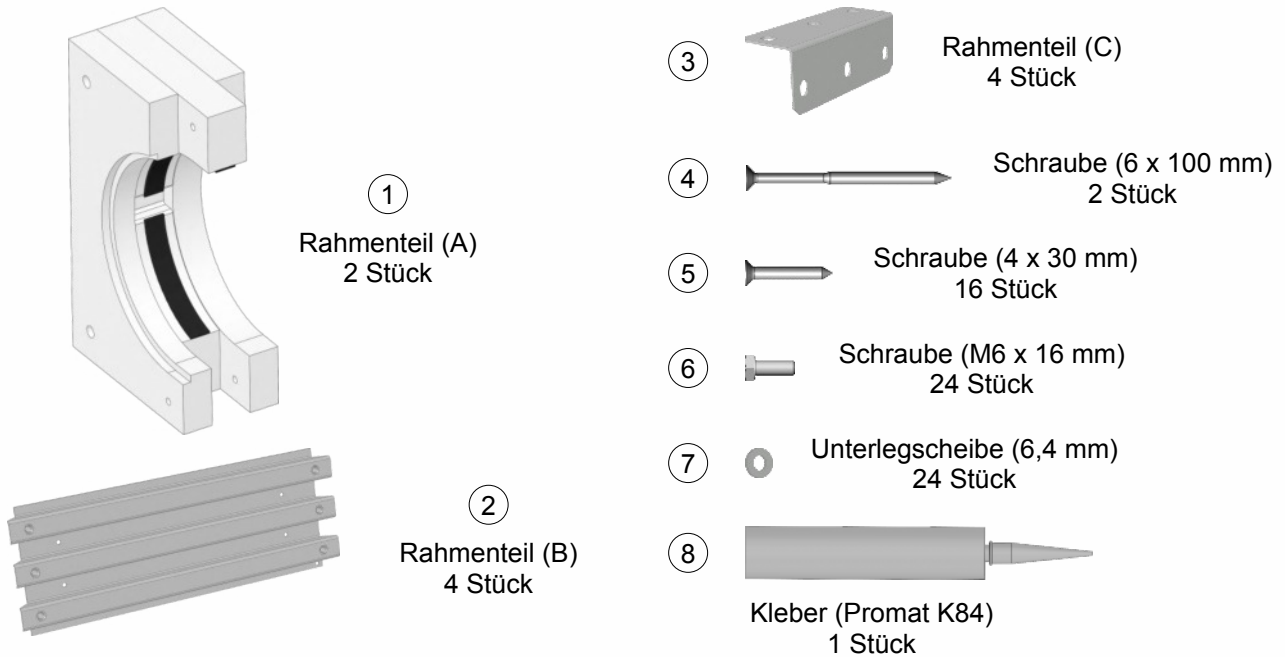 1
Rahmenteil (A)
2 Stück
2
Rahmenteil (B)
4 Stück
3
Rahmenteil (C)
4 Stück
4
Schraube (6 x 100 mm)
2 Stück
5
Schraube (4 x 30 mm)
16 Stück
6
Schraube (M6 x 16 mm)
24 Stück
7
Unterlegscheibe (6,4 mm)
24 Stück
8
Kleber (Promat K84)
1 Stück